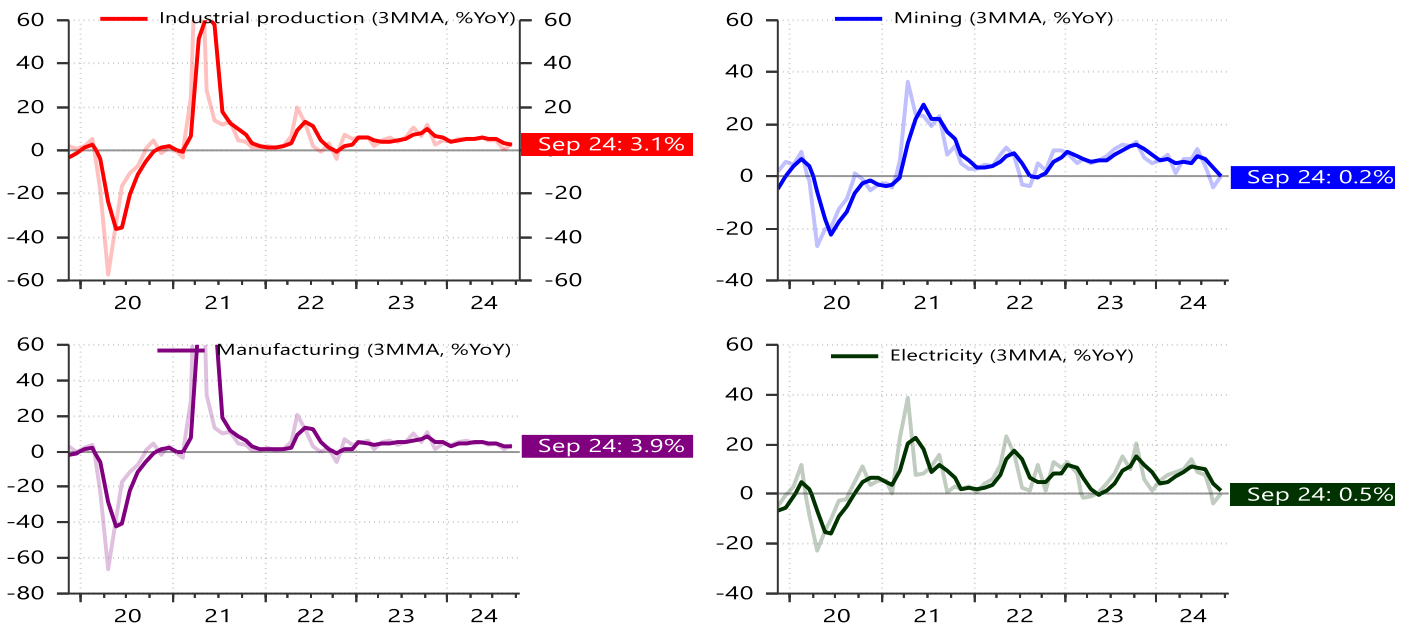 Industrial production (3MMA, %YoY)
60
40
20
0
-20
-40
-60
60
40
20
-20
-40
-60
Sep 24: 3.1%
20 21 22 23 24
Mining (3MMA, %YoY)
60
40
20
0
-20
-40
Sep 24: 0.2%
20 21 22 23 24
Manufacturing (3MMA, %YoY)
60
40
20
0
-20
-40
-60
-80
Sep 24: 3.9%
20 21 22 23 24
Electricity (3MMA, %YoY)
60
40
20
0
-20
-40
Sep 24: 0.5%
20 21 22 23 24